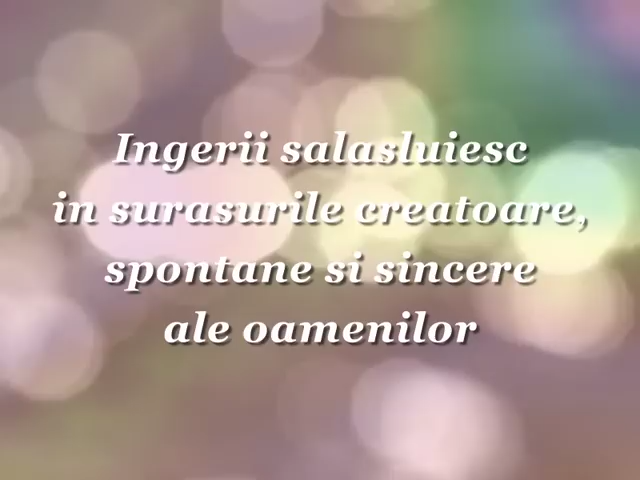 Ingerii salasluiesc
in surasurile creatoare,
spontane si sincere
ale oamenilor